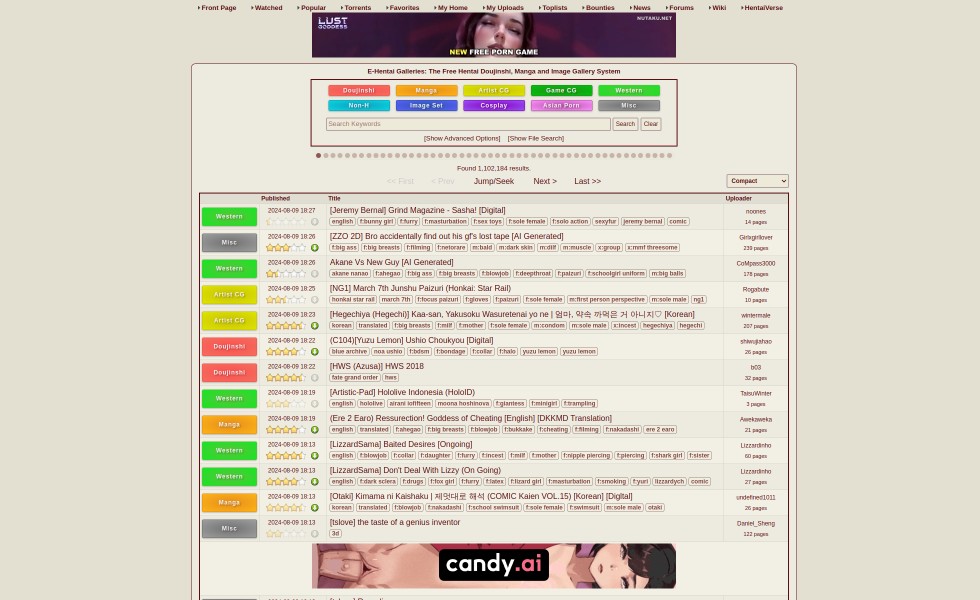 Front Page Watched Popular Torrents Favorites My Home My Uploads Toplists Bounties News Forums Wiki HentaiVerse
LUST GODDESS
NUTAKU.NET
NEW FREE PORN GAME
E-Hentai Galleries: The Free Hentai Doujinshi, Manga and Image Gallery System
Doujinshi Manga Artist CG Game CG Western
Non-H Image Set Cosplay Asian Porn Misc
Search Keywords Search Clear
[Show Advanced Options] [Show File Search]
Found 1,102,184 results.
<< First < Prev Jump/Seek Next > Last >> Compact
Published Title Uploader
Western 2024-08-09 18:27 [Jeremy Bernal] Grind Magazine - Sasha! [Digital] noones
english f:bunny girl f:furry f:masturbation f:sex toys f:sole female f:solo action sexyfur jeremy bernal comic 14 pages
Misc 2024-08-09 18:26 [ZZO 2D] Bro accidentally find out his gf's lost tape [AI Generated] Girlxgirllover
f:big ass f:big breasts f:filming f:netorare m:bald m:dark skin m:dilf m:muscle x:group x:mmf threesome 239 pages
Western 2024-08-09 18:26 Akane Vs New Guy [AI Generated] CoMpass3000
akane nanao f:ahegao f:big ass f:big breasts f:blowjob f:deepthroat f:paizuri f:schoolgirl uniform m:big balls 178 pages
Artist CG 2024-08-09 18:25 [NG1] March 7th Junshu Paizuri (Honkai: Star Rail) Rogabute
honkai star rail march 7th f:focus paizuri f:gloves f:paizuri f:sole female m:first person perspective m:sole male ng1 10 pages
Artist CG 2024-08-09 18:23 [Hegechiya (Hegechi)] Kaa-san, Yakusoku Wasuretenai yo ne | 엄마, 약속 까먹은 거 아니지♡ [Korean] wintermale
korean translated f:big breasts f:milf f:mother f:sole female m:condom m:sole male x:incest hegechiya hegechi 207 pages
Doujinshi 2024-08-09 18:22 (C104)[Yuzu Lemon] Ushio Choukyou [Digital] shiwujiahao
blue archive noa ushio f:bdsm f:bondage f:collar f:halo yuzu lemon yuzu lemon 26 pages
Doujinshi 2024-08-09 18:22 [HWS (Azusa)] HWS 2018 b03
fate grand order hws 32 pages
Western 2024-08-09 18:19 [Artistic-Pad] Hololive Indonesia (HoloID) TatsuWinter
english hololive airani iofifteen moona hoshinova f:giantess f:minigirl f:trampling 3 pages
Manga 2024-08-09 18:19 (Ere 2 Earo) Ressurection! Goddess of Cheating [English] [DKKMD Translation] Awekaweka
english translated f:ahegao f:big breasts f:blowjob f:bukkake f:cheating f:filming f:nakadashi ere 2 earo 21 pages
Western 2024-08-09 18:13 [LizzardSama] Baited Desires [Ongoing] Lizzardinho
english f:blowjob f:collar f:daughter f:furry f:incest f:milf f:mother f:nipple piercing f:piercing f:shark girl f:sister 60 pages
Western 2024-08-09 18:13 [LizzardSama] Don't Deal With Lizzy (On Going) Lizzardinho
english f:dark sclera f:drugs f:fox girl f:furry f:latex f:lizard girl f:masturbation f:smoking f:yuri lizzardych comic 27 pages
Manga 2024-08-09 18:13 [Otaki] Kimama ni Kaishaku | 제멋대로 해석 (COMIC Kaien VOL.15) [Korean] [Digital] undefined1011
korean translated f:blowjob f:nakadashi f:school swimsuit f:sole female f:swimsuit m:sole male otaki 26 pages
Misc 2024-08-09 18:13 [tslove] the taste of a genius inventor Daniel_Sheng
3d 122 pages
candy.ai